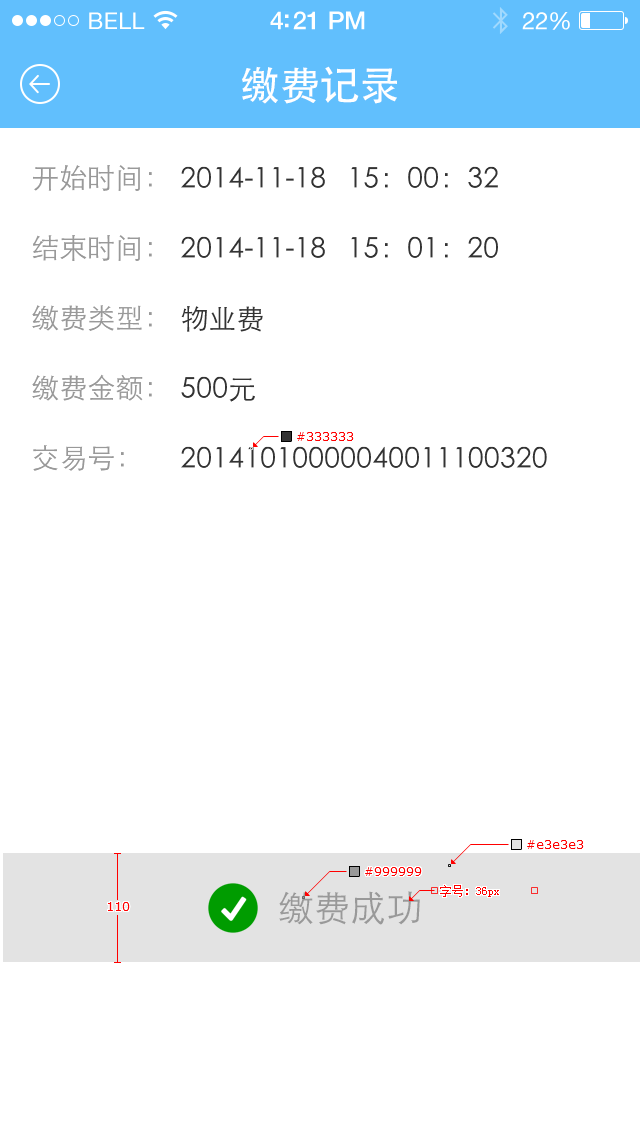 BELL 4:21 PM 22%
缴费记录
开始时间： 2014-11-18 15：00：32
结束时间： 2014-11-18 15：01：20
缴费类型： 物业费
缴费金额： 500元
#333333
交易号： 20141010000040011100320
#e3e3e3
#999999
字号：36px
110
缴费成功